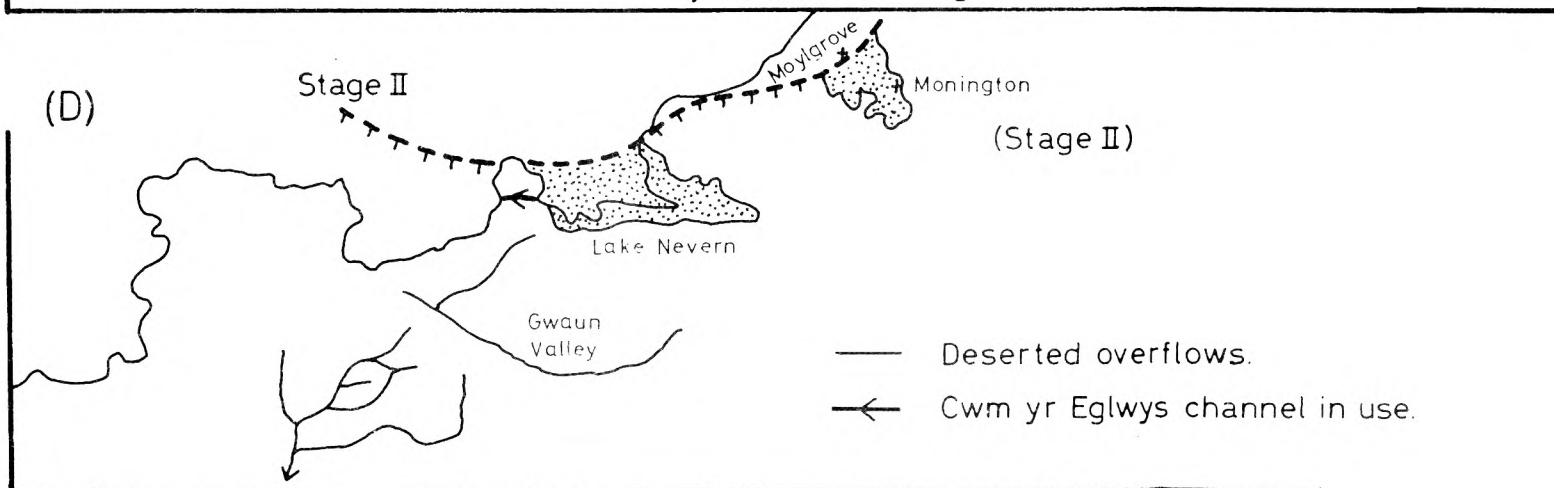 (D)
Stage II
Moylgrove
Monington
(Stage II)
Lake Nevern
Gwaun
Valley
Deserted overflows.
Cwm yr Eglwys channel in use.